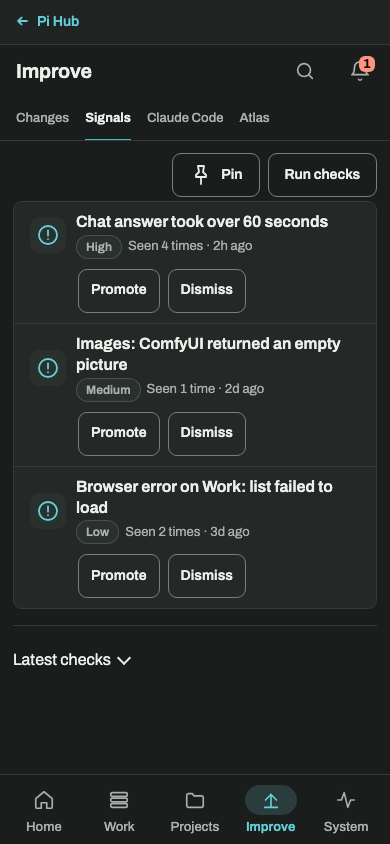 Pi Hub
Improve
1
Changes Signals Claude Code Atlas
Pin Run checks
Chat answer took over 60 seconds
High Seen 4 times · 2h ago
Promote Dismiss
Images: ComfyUI returned an empty
picture
Medium Seen 1 time · 2d ago
Promote Dismiss
Browser error on Work: list failed to
load
Low Seen 2 times · 3d ago
Promote Dismiss
Latest checks
Home Work Projects Improve System